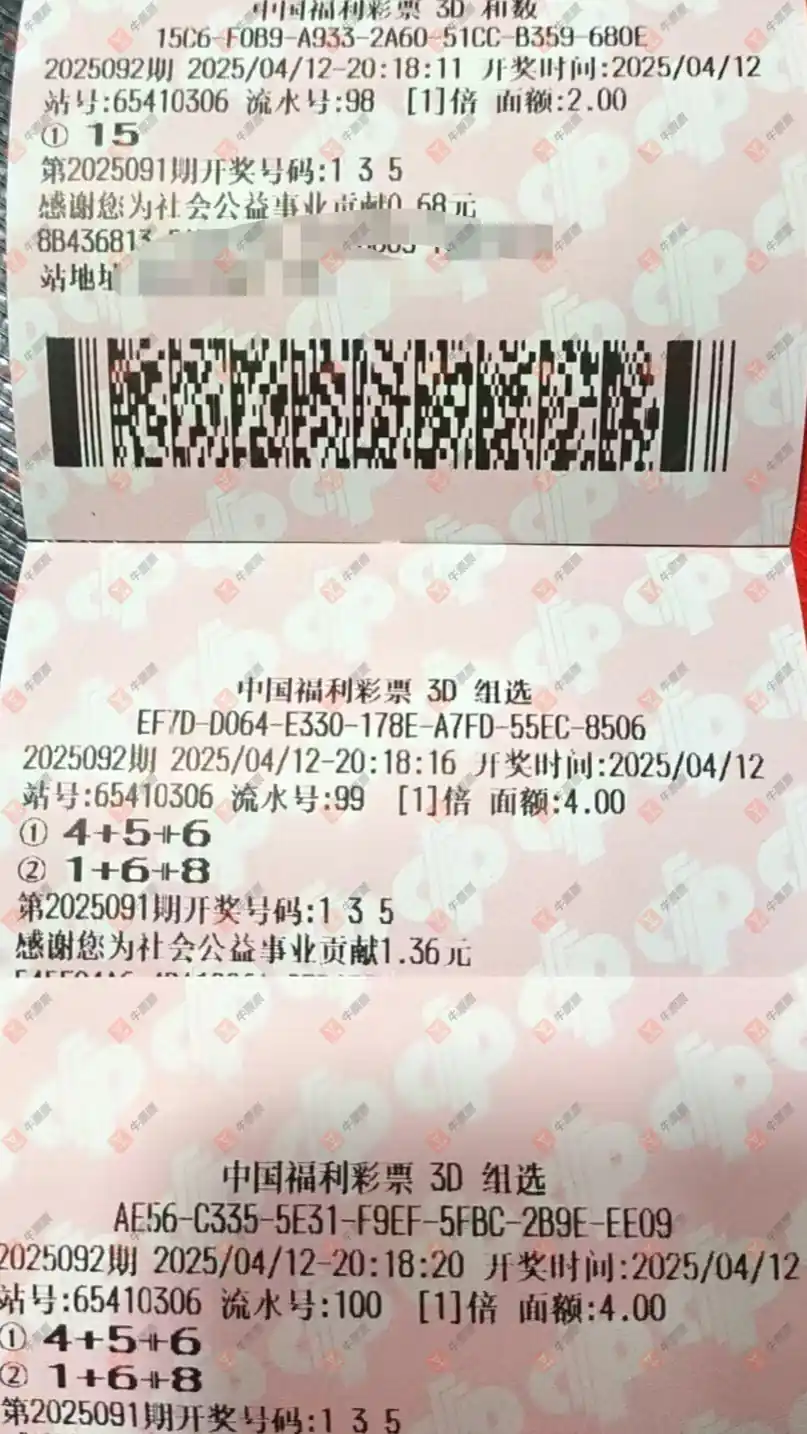 中国福利彩票 3D 和数
15C6-F0B9-A933-2A60-51CC-B359-680E
2025092期 2025/04/12-20:18:11 开奖时间:2025/04/12
站号:65410306 流水号:98 [1]倍 面额:2.00
① 15
第2025091期开奖号码:1 3 5
感谢您为社会公益事业贡献0.68元
8B436813
站地址
中国福利彩票 3D 组选
EF7D-D064-E330-178E-A7FD-55EC-8506
2025092期 2025/04/12-20:18:16 开奖时间:2025/04/12
站号:65410306 流水号:99 [1]倍 面额:4.00
① 4+5+6
② 1+6+8
第2025091期开奖号码:1 3 5
感谢您为社会公益事业贡献1.36元
中国福利彩票 3D 组选
AE56-C335-5E31-F9EF-5FBC-2B9E-EE09
2025092期 2025/04/12-20:18:20 开奖时间:2025/04/12
站号:65410306 流水号:100 [1]倍 面额:4.00
① 4+5+6
② 1+6+8
第2025091期开奖号码:1 3 5